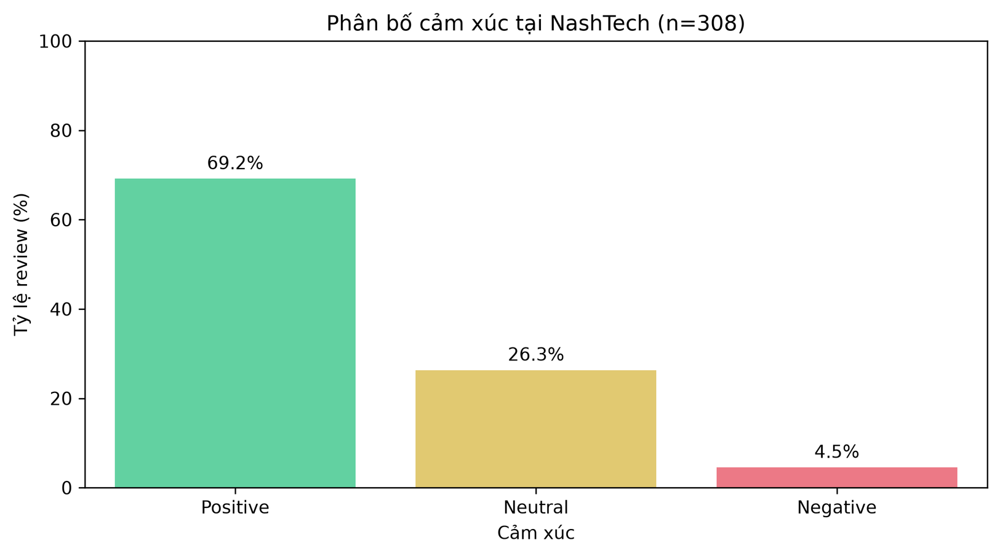 Phân bố cảm xúc tại NashTech (n=308)
100
80
60
40
20
0
Tỷ lệ review (%)
69.2%
26.3%
4.5%
Positive
Neutral
Negative
Cảm xúc